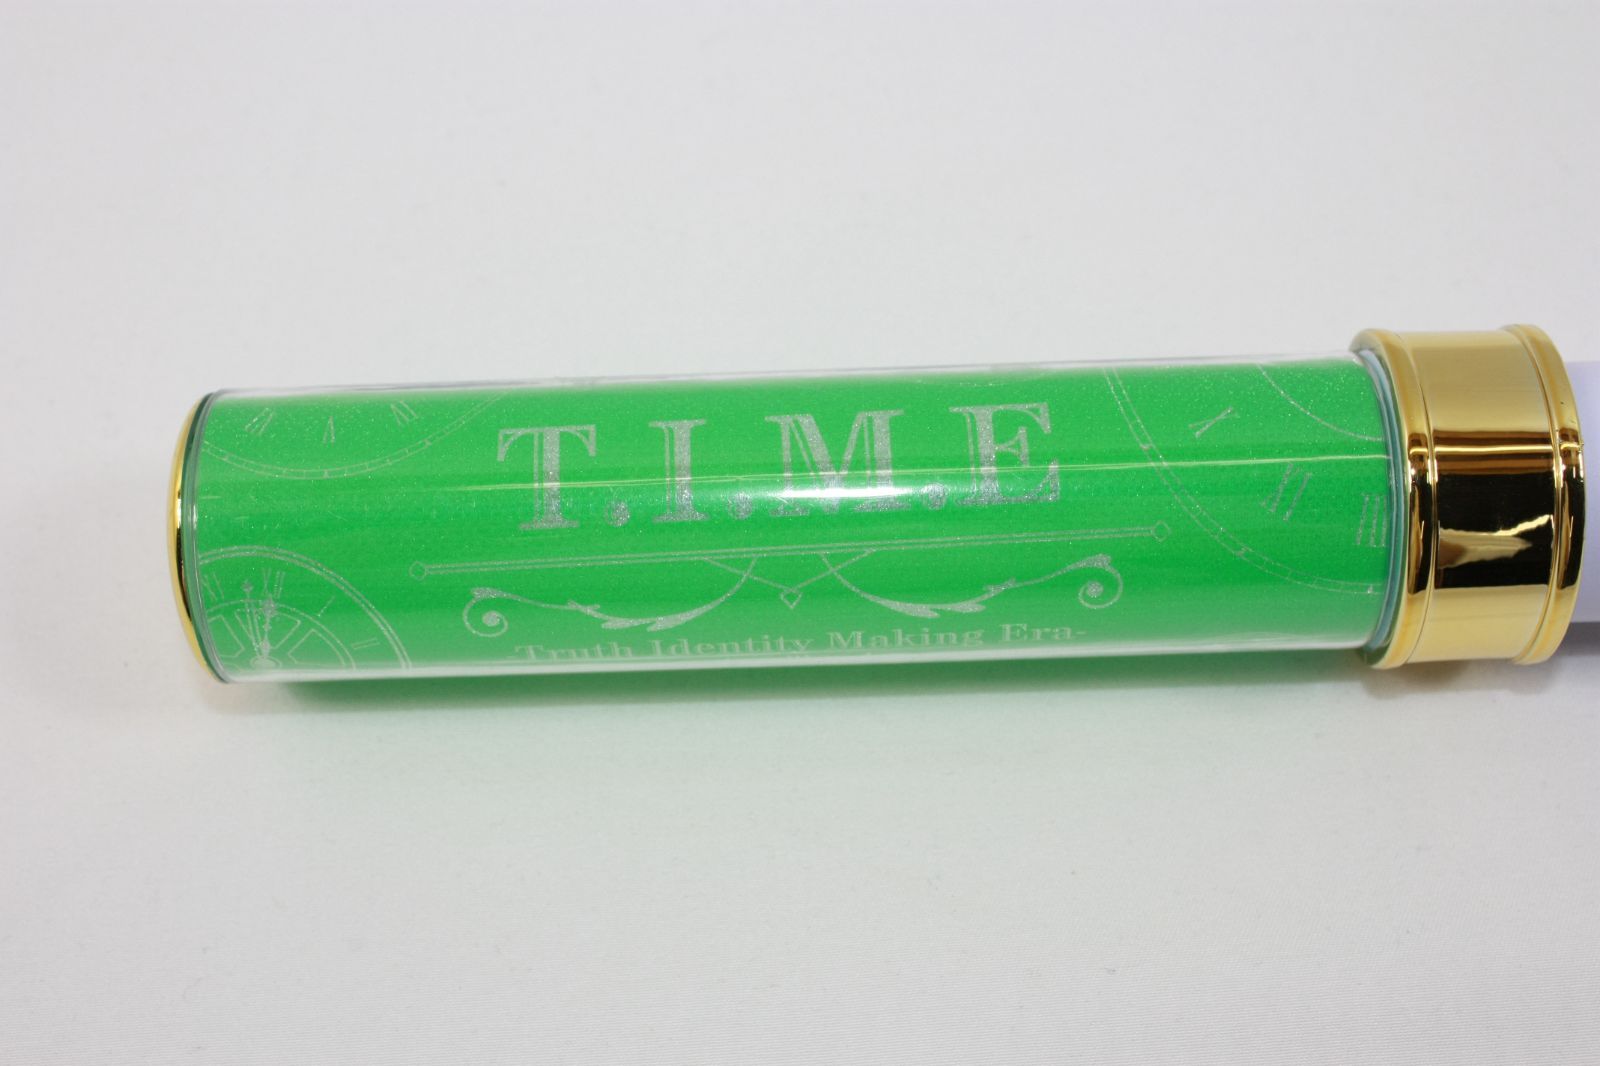 T.I.M.E
Truth Identity Making Era-